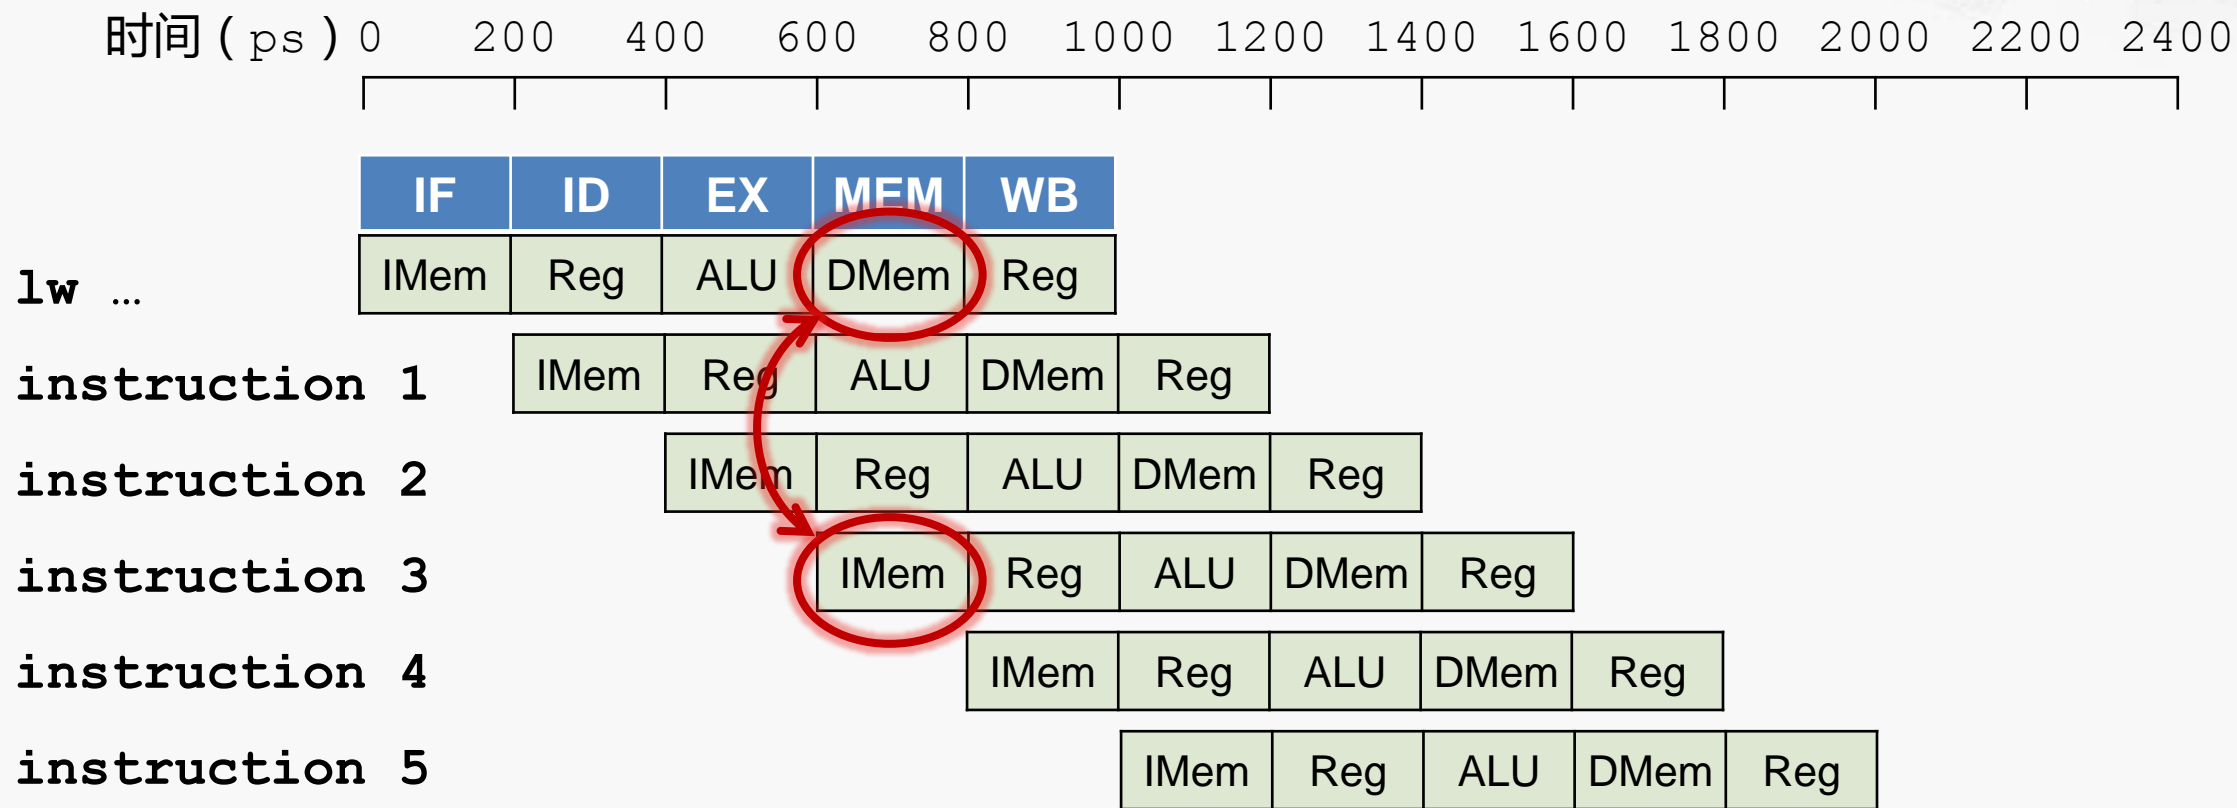 时间（ps）0 200 400 600 800 1000 1200 1400 1600 1800 2000 2200 2400
IF ID EX MEM WB
lw … IMem Reg ALU DMem Reg
instruction 1 IMem Reg ALU DMem Reg
instruction 2 IMem Reg ALU DMem Reg
instruction 3 IMem Reg ALU DMem Reg
instruction 4 IMem Reg ALU DMem Reg
instruction 5 IMem Reg ALU DMem Reg